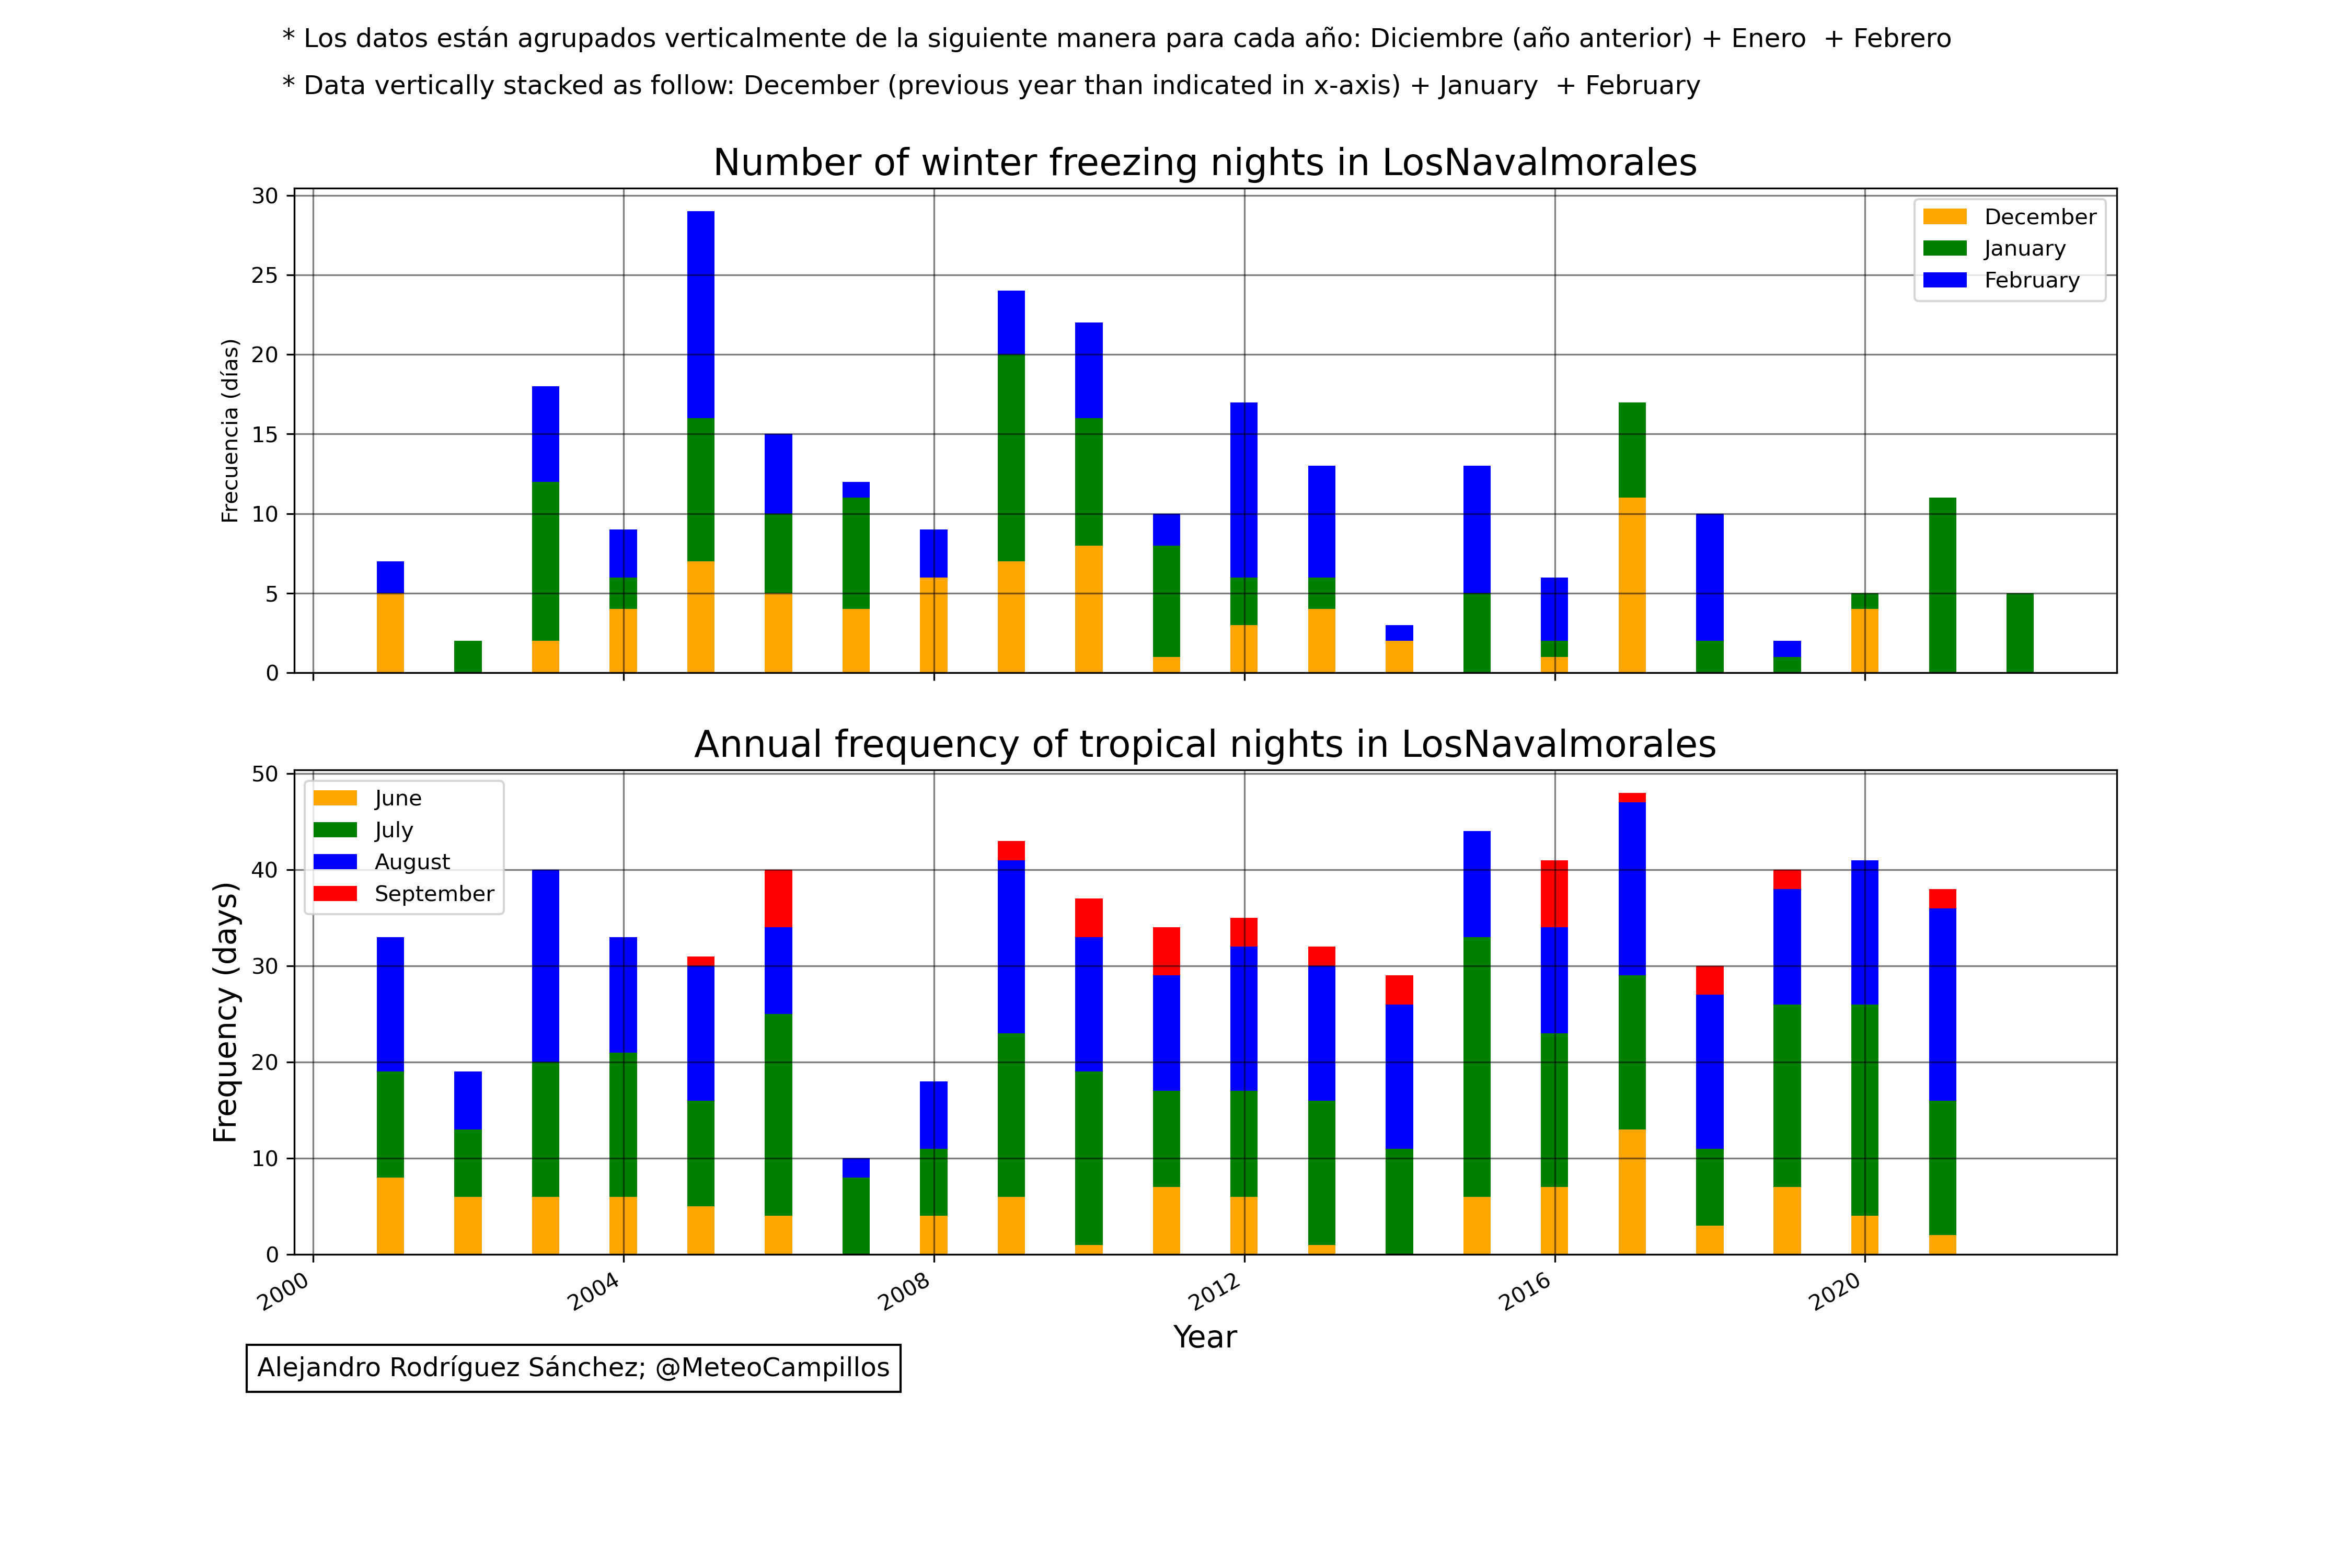 * Los datos están agrupados verticalmente de la siguiente manera para cada año: Diciembre (año anterior) + Enero  + Febrero
* Data vertically stacked as follow: December (previous year than indicated in x-axis) + January  + February
Number of winter freezing nights in LosNavalmorales
Frecuencia (días)
30
25
20
15
10
5
0
December
January
February
Annual frequency of tropical nights in LosNavalmorales
Frequency (days)
50
40
30
20
10
0
June
July
August
September
2000
2004
2008
2012
2016
2020
Year
Alejandro Rodríguez Sánchez; @MeteoCampillos